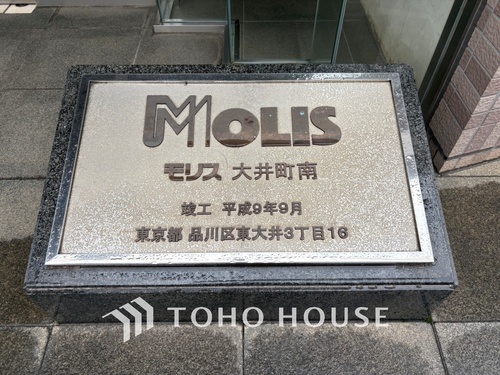 MOLIS
モリス 大井町南
竣工 平成9年9月
東京都 品川区東大井3丁目16
TOHO HOUSE